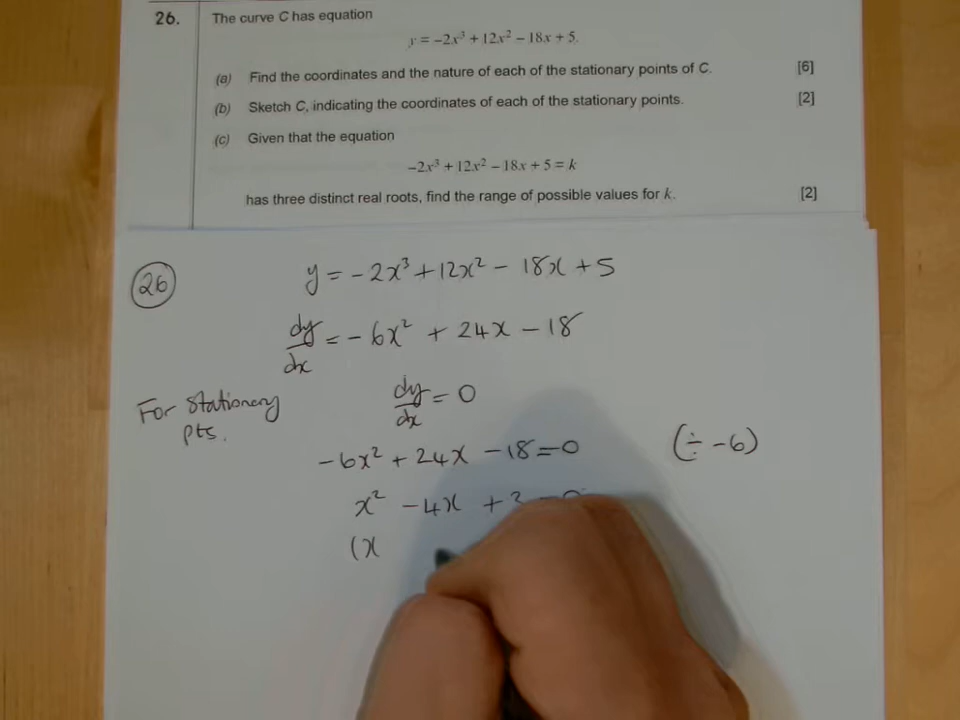 26. The curve C has equation
y = −2x³ + 12x² − 18x + 5.
(a) Find the coordinates and the nature of each of the stationary points of C. [6]
(b) Sketch C, indicating the coordinates of each of the stationary points. [2]
(c) Given that the equation
−2x³ + 12x² − 18x + 5 = k
has three distinct real roots, find the range of possible values for k. [2]
26 y = -2x³ + 12x² - 18x + 5
dy/dx = -6x² + 24x - 18
For stationary pts. dy/dx = 0
-6x² + 24x - 18 = 0 (÷ -6)
x² - 4x +
(x